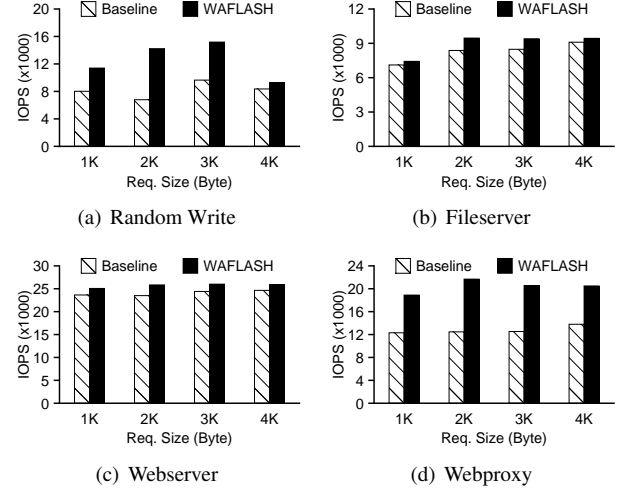 Baseline WAFLASH
20
16
12
8
4
0
IOPS (x1000)
1K 2K 3K 4K
Req. Size (Byte)
(a) Random Write
Baseline WAFLASH
12
9
6
3
0
IOPS (x1000)
1K 2K 3K 4K
Req. Size (Byte)
(b) Fileserver
Baseline WAFLASH
30
25
20
15
10
5
0
IOPS (x1000)
1K 2K 3K 4K
Req. Size (Byte)
(c) Webserver
Baseline WAFLASH
24
20
16
12
8
4
0
IOPS (x1000)
1K 2K 3K 4K
Req. Size (Byte)
(d) Webproxy